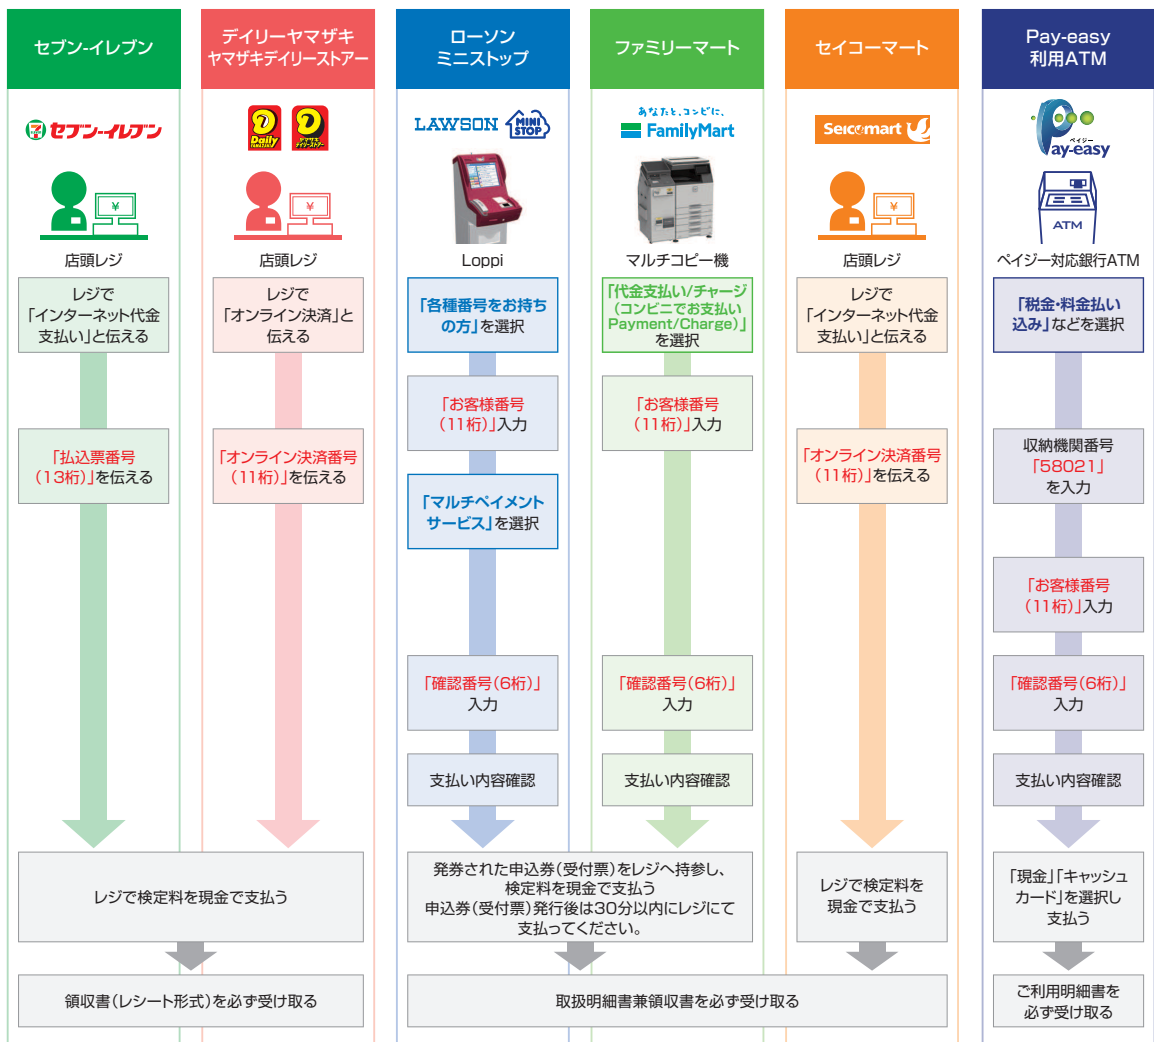 セブン-イレブン
デイリーヤマザキ
ヤマザキデイリーストアー
ローソン
ミニストップ
ファミリーマート
セイコーマート
Pay-easy
利用ATM
セブン-イレブン
Daily
YAMAZAKI
ヤマザキ
デイリーストアー
LAWSON
MINI
STOP
あなたと、コンビに、
FamilyMart
Seicomart
ペイジー
Pay-easy
¥
¥
¥
ATM
店頭レジ
店頭レジ
Loppi
マルチコピー機
店頭レジ
ペイジー対応銀行ATM
レジで
「インターネット代金
支払い」と伝える
レジで
「オンライン決済」と
伝える
「各種番号をお持ち
の方」を選択
「代金支払い/チャージ
(コンビニでお支払い
Payment/Charge)」
を選択
レジで
「インターネット代金
支払い」と伝える
「税金・料金払い
込み」などを選択
「払込票番号
(13桁)」を伝える
「オンライン決済番号
(11桁)」を伝える
「お客様番号
(11桁)」入力
「マルチペイメント
サービス」を選択
「お客様番号
(11桁)」入力
「オンライン決済番号
(11桁)」を伝える
収納機関番号
「58021」
を入力
「お客様番号
(11桁)」入力
「確認番号(6桁)」
入力
「確認番号(6桁)」
入力
「確認番号(6桁)」
入力
支払い内容確認
支払い内容確認
支払い内容確認
レジで検定料を現金で支払う
発券された申込券(受付票)をレジへ持参し、
検定料を現金で支払う
申込券(受付票)発行後は30分以内にレジにて
支払ってください。
レジで検定料を
現金で支払う
「現金」「キャッシュ
カード」を選択し
支払う
領収書(レシート形式)を必ず受け取る
取扱明細書兼領収書を必ず受け取る
ご利用明細書を
必ず受け取る